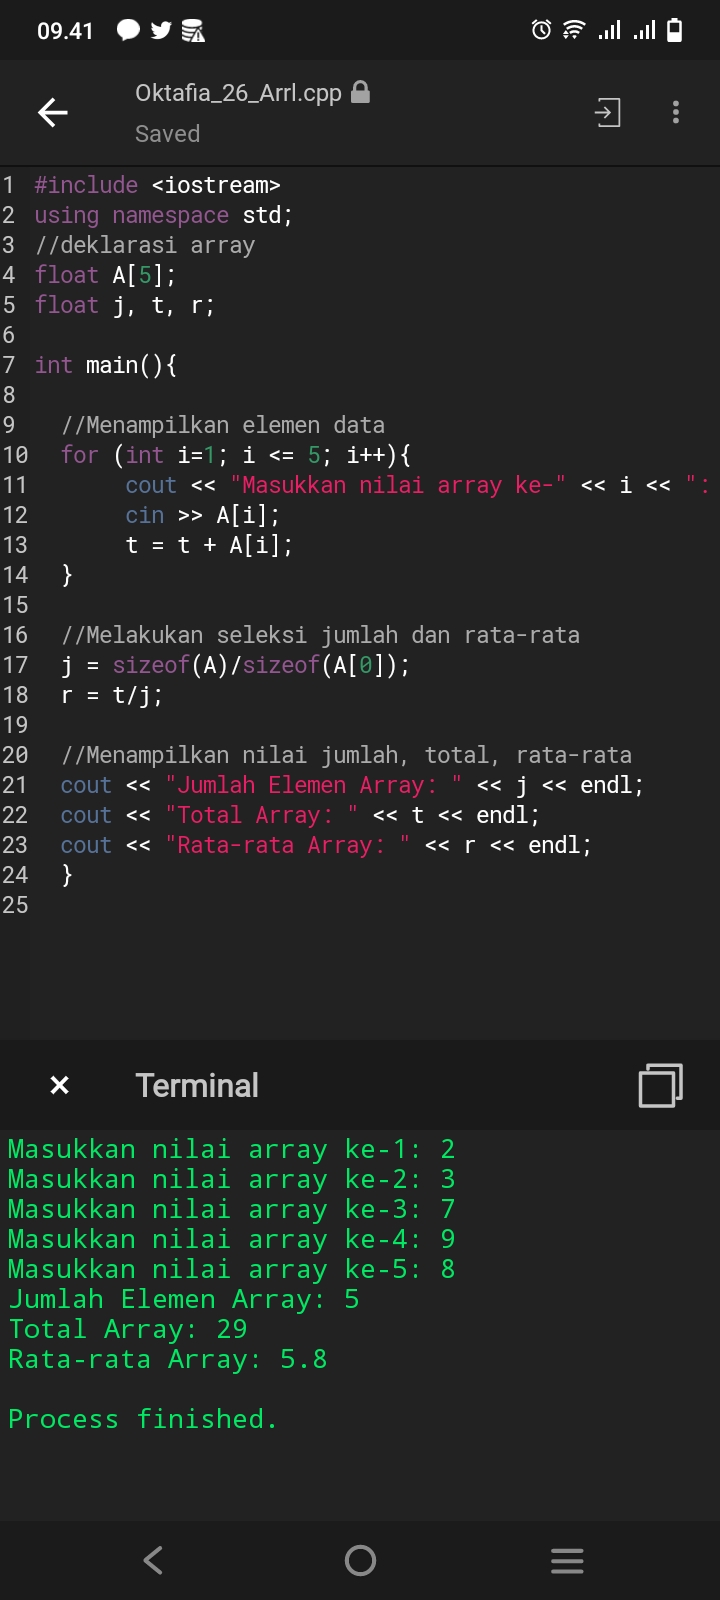 09.41
Oktafia_26_Arrl.cpp
Saved
1 #include <iostream>
2 using namespace std;
3 //deklarasi array
4 float A[5];
5 float j, t, r;
6
7 int main(){
8
9 //Menampilkan elemen data
10 for (int i=1; i <= 5; i++){
11 cout << "Masukkan nilai array ke-" << i << ":
12 cin >> A[i];
13 t = t + A[i];
14 }
15
16 //Melakukan seleksi jumlah dan rata-rata
17 j = sizeof(A)/sizeof(A[0]);
18 r = t/j;
19
20 //Menampilkan nilai jumlah, total, rata-rata
21 cout << "Jumlah Elemen Array: " << j << endl;
22 cout << "Total Array: " << t << endl;
23 cout << "Rata-rata Array: " << r << endl;
24 }
25
× Terminal
Masukkan nilai array ke-1: 2
Masukkan nilai array ke-2: 3
Masukkan nilai array ke-3: 7
Masukkan nilai array ke-4: 9
Masukkan nilai array ke-5: 8
Jumlah Elemen Array: 5
Total Array: 29
Rata-rata Array: 5.8
Process finished.